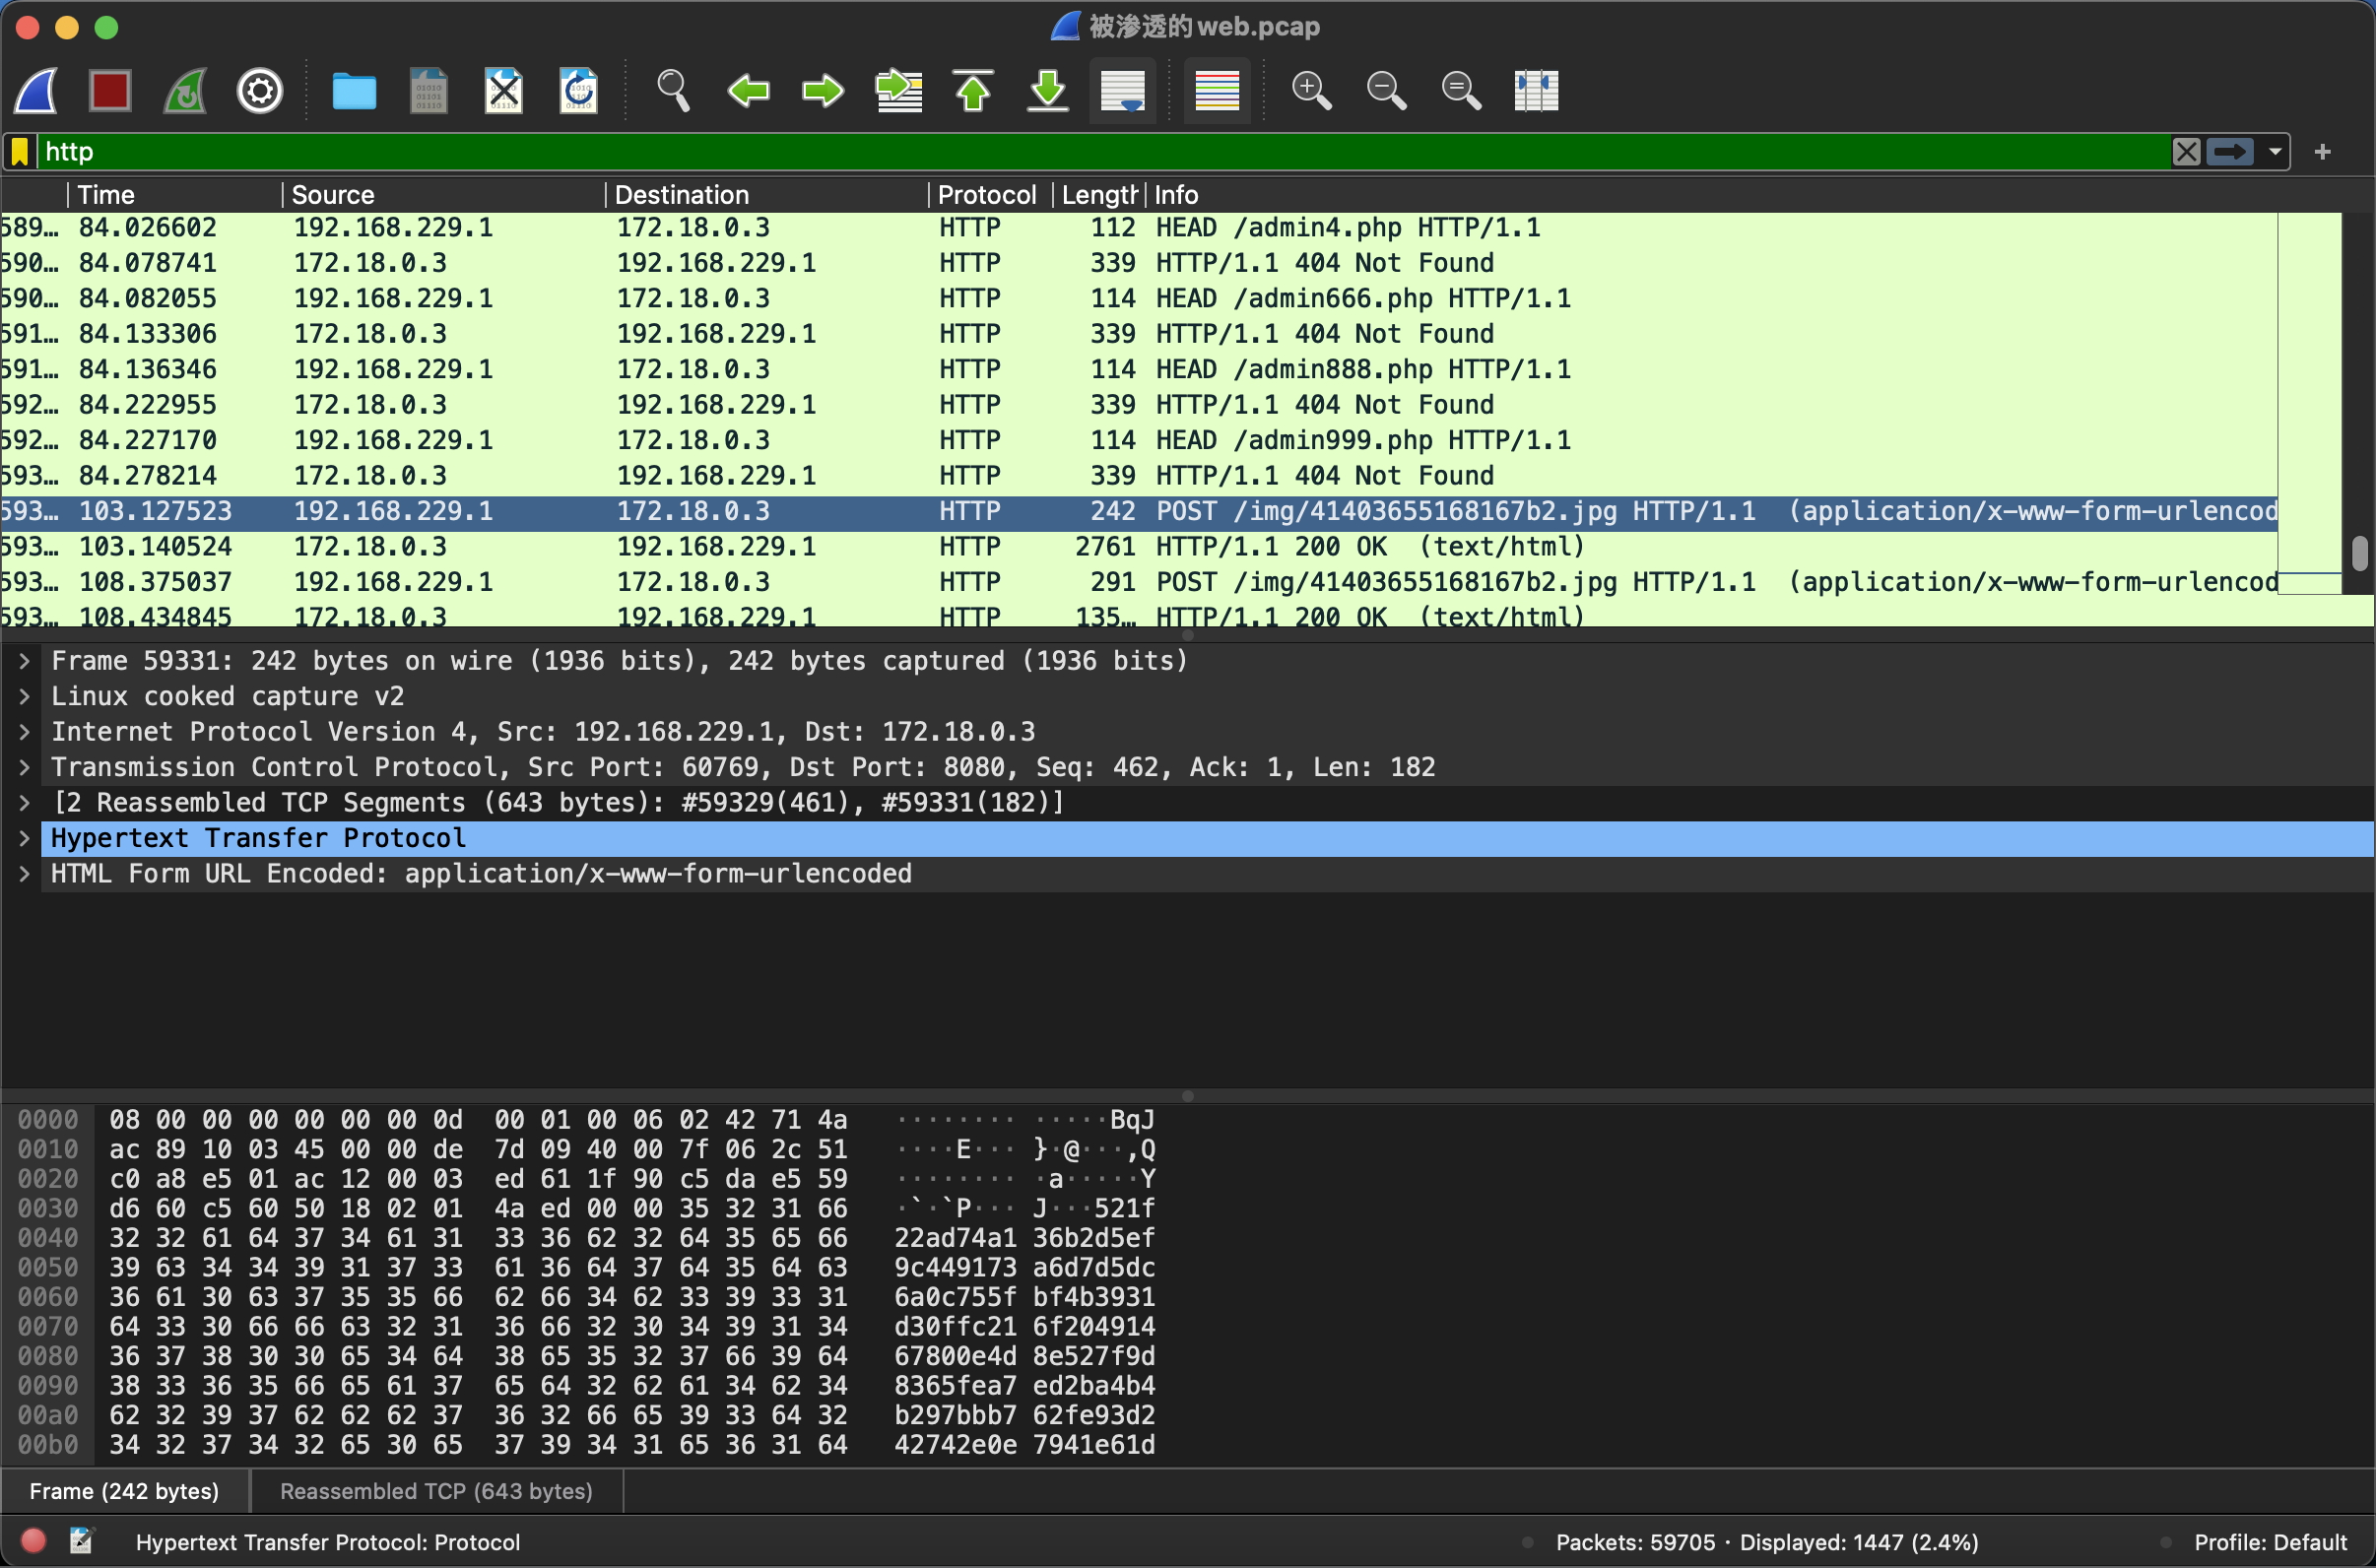 被渗透的web.pcap
http
Time Source Destination Protocol Length Info
589… 84.026602 192.168.229.1 172.18.0.3 HTTP 112 HEAD /admin4.php HTTP/1.1
590… 84.078741 172.18.0.3 192.168.229.1 HTTP 339 HTTP/1.1 404 Not Found
590… 84.082055 192.168.229.1 172.18.0.3 HTTP 114 HEAD /admin666.php HTTP/1.1
591… 84.133306 172.18.0.3 192.168.229.1 HTTP 339 HTTP/1.1 404 Not Found
591… 84.136346 192.168.229.1 172.18.0.3 HTTP 114 HEAD /admin888.php HTTP/1.1
592… 84.222955 172.18.0.3 192.168.229.1 HTTP 339 HTTP/1.1 404 Not Found
592… 84.227170 192.168.229.1 172.18.0.3 HTTP 114 HEAD /admin999.php HTTP/1.1
593… 84.278214 172.18.0.3 192.168.229.1 HTTP 339 HTTP/1.1 404 Not Found
593… 103.127523 192.168.229.1 172.18.0.3 HTTP 242 POST /img/41403655168167b2.jpg HTTP/1.1 (application/x-www-form-urlencod
593… 103.140524 172.18.0.3 192.168.229.1 HTTP 2761 HTTP/1.1 200 OK (text/html)
593… 108.375037 192.168.229.1 172.18.0.3 HTTP 291 POST /img/41403655168167b2.jpg HTTP/1.1 (application/x-www-form-urlencod
593… 108.434845 172.18.0.3 192.168.229.1 HTTP 135… HTTP/1.1 200 OK (text/html)
Frame 59331: 242 bytes on wire (1936 bits), 242 bytes captured (1936 bits)
Linux cooked capture v2
Internet Protocol Version 4, Src: 192.168.229.1, Dst: 172.18.0.3
Transmission Control Protocol, Src Port: 60769, Dst Port: 8080, Seq: 462, Ack: 1, Len: 182
[2 Reassembled TCP Segments (643 bytes): #59329(461), #59331(182)]
Hypertext Transfer Protocol
HTML Form URL Encoded: application/x-www-form-urlencoded
0000 08 00 00 00 00 00 00 0d 00 01 00 06 02 42 71 4a ········ ·····BqJ
0010 ac 89 10 03 45 00 00 de 7d 09 40 00 7f 06 2c 51 ····E··· }·@···,Q
0020 c0 a8 e5 01 ac 12 00 03 ed 61 1f 90 c5 da e5 59 ········ ·a·····Y
0030 d6 60 c5 60 50 18 02 01 4a ed 00 00 35 32 31 66 ·`·`P··· J···521f
0040 32 32 61 64 37 34 61 31 33 36 62 32 64 35 65 66 22ad74a1 36b2d5ef
0050 39 63 34 34 39 31 37 33 61 36 64 37 64 35 64 63 9c449173 a6d7d5dc
0060 36 61 30 63 37 35 35 66 62 66 34 62 33 39 33 31 6a0c755f bf4b3931
0070 64 33 30 66 66 63 32 31 36 66 32 30 34 39 31 34 d30ffc21 6f204914
0080 36 37 38 30 30 65 34 64 38 65 35 32 37 66 39 64 67800e4d 8e527f9d
0090 38 33 36 35 66 65 61 37 65 64 32 62 61 34 62 34 8365fea7 ed2ba4b4
00a0 62 32 39 37 62 62 62 37 36 32 66 65 39 33 64 32 b297bbb7 62fe93d2
00b0 34 32 37 34 32 65 30 65 37 39 34 31 65 36 31 64 42742e0e 7941e61d
Frame (242 bytes) Reassembled TCP (643 bytes)
Hypertext Transfer Protocol: Protocol Packets: 59705 · Displayed: 1447 (2.4%) Profile: Default